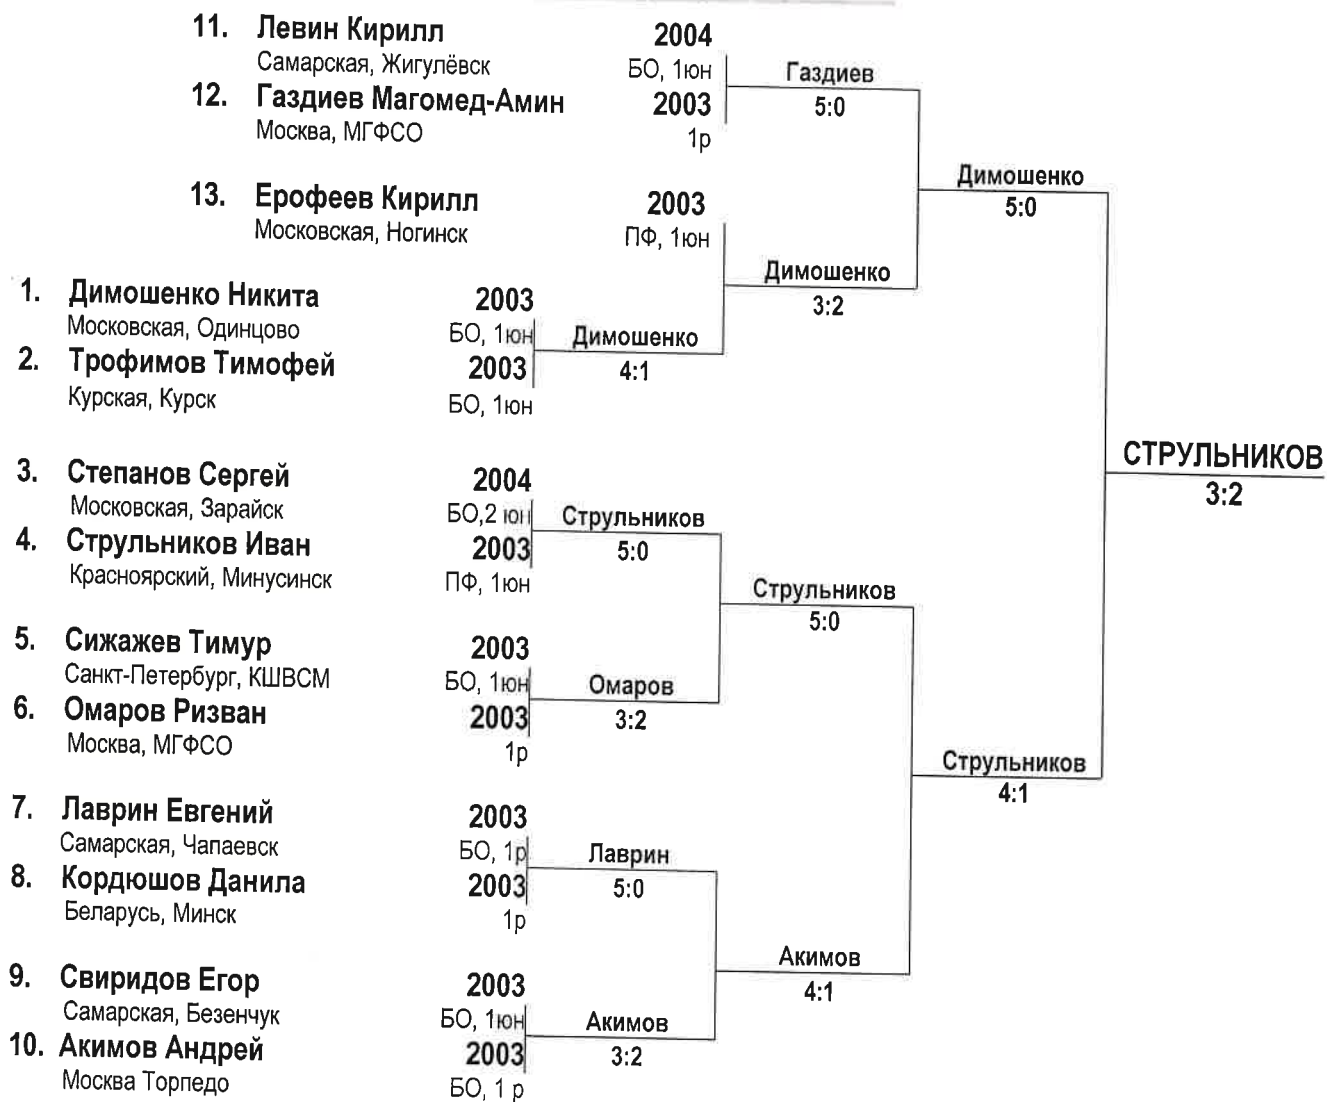 11. Левин Кирилл 2004
Самарская, Жигулёвск БО, 1юн
Газдиев
12. Газдиев Магомед-Амин 2003
5:0
Москва, МГФСО 1р
Димошенко
5:0
13. Ерофеев Кирилл 2003
Московская, Ногинск ПФ, 1юн
Димошенко
3:2
1. Димошенко Никита 2003
Московская, Одинцово БО, 1юн
Димошенко
2. Трофимов Тимофей 2003
4:1
Курская, Курск БО, 1юн
СТРУЛЬНИКОВ
3:2
3. Степанов Сергей 2004
Московская, Зарайск БО,2 юн
Струльников
4. Струльников Иван 2003
5:0
Красноярский, Минусинск ПФ, 1юн
Струльников
5:0
5. Сижажев Тимур 2003
Санкт-Петербург, КШВСМ БО, 1юн
Омаров
6. Омаров Ризван 2003
3:2
Москва, МГФСО 1р
Струльников
4:1
7. Лаврин Евгений 2003
Самарская, Чапаевск БО, 1р
Лаврин
8. Кордюшов Данила 2003
5:0
Беларусь, Минск 1р
Акимов
4:1
9. Свиридов Егор 2003
Самарская, Безенчук БО, 1юн
Акимов
10. Акимов Андрей 2003
3:2
Москва Торпедо БО, 1 р